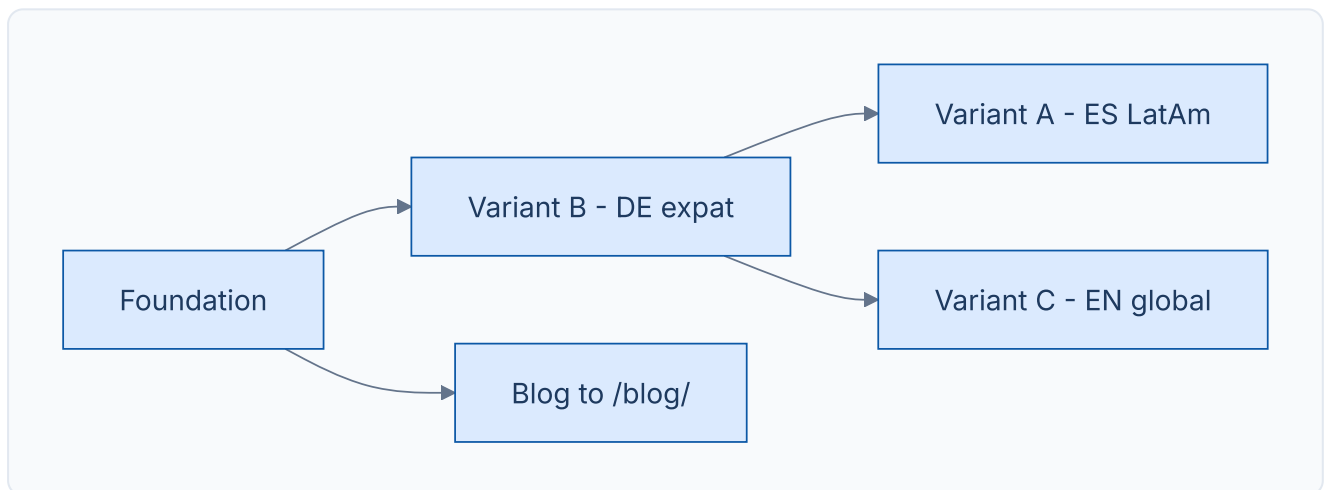 Variant A - ES LatAm
Variant B - DE expat
Foundation
Variant C - EN global
Blog to /blog/